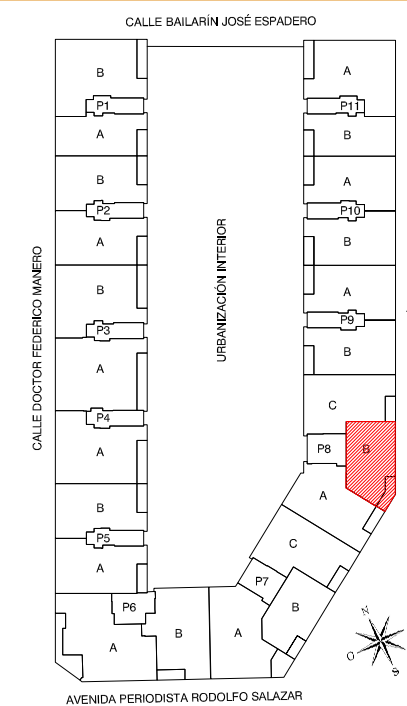 CALLE BAILARÍN JOSÉ ESPADERO
B
A
P1
P11
A
B
B
A
P2
P10
A
B
CALLE DOCTOR FEDERICO MANERO
URBANIZACIÓN INTERIOR
B
A
P3
P9
A
B
C
P4
P8
B
A
A
B
P5
C
A
P7
P6
B
A
B
A
N
O
S
AVENIDA PERIODISTA RODOLFO SALAZAR